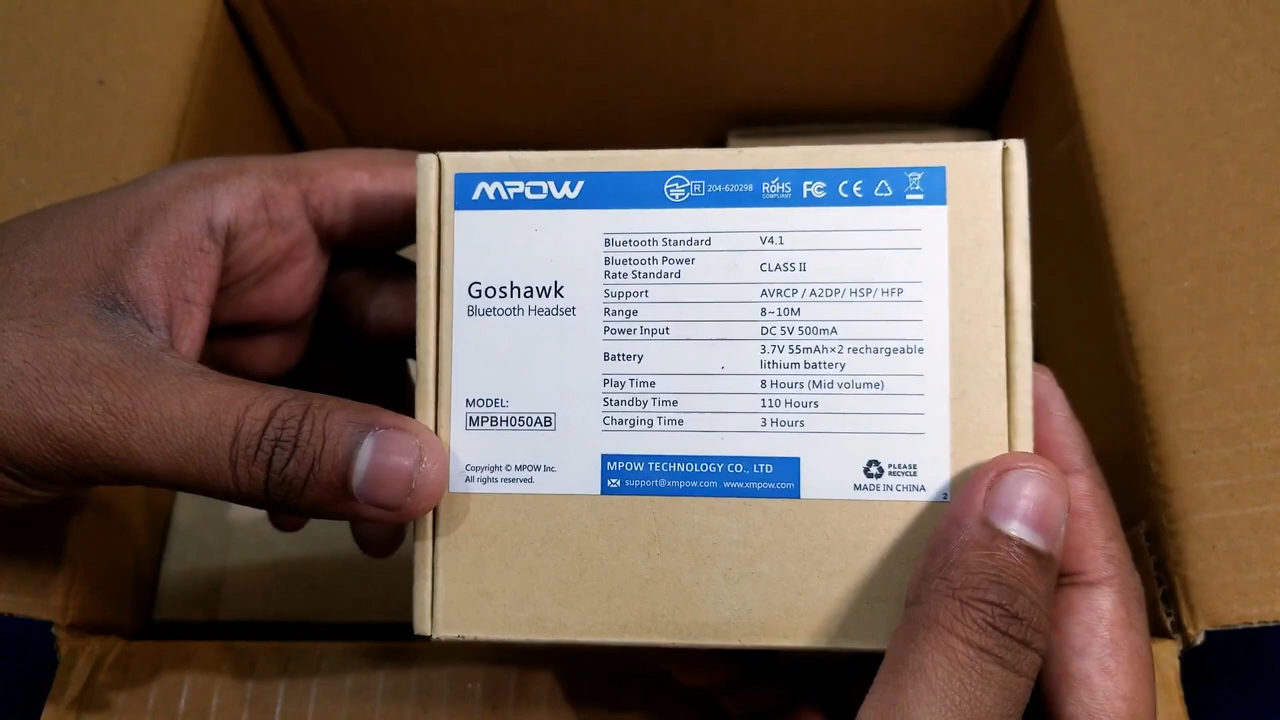 MPOW
R 204-620298 RoHS COMPLIANT FC CE
Goshawk
Bluetooth Headset
Bluetooth Standard V4.1
Bluetooth Power
Rate Standard CLASS II
Support AVRCP / A2DP/ HSP/ HFP
Range 8~10M
Power Input DC 5V 500mA
Battery 3.7V 55mAh×2 rechargeable
lithium battery
Play Time 8 Hours (Mid volume)
Standby Time 110 Hours
Charging Time 3 Hours
MODEL:
MPBH050AB
Copyright © MPOW Inc.
All rights reserved.
MPOW TECHNOLOGY CO., LTD
support@xmpow.com www.xmpow.com
PLEASE
RECYCLE
MADE IN CHINA
2